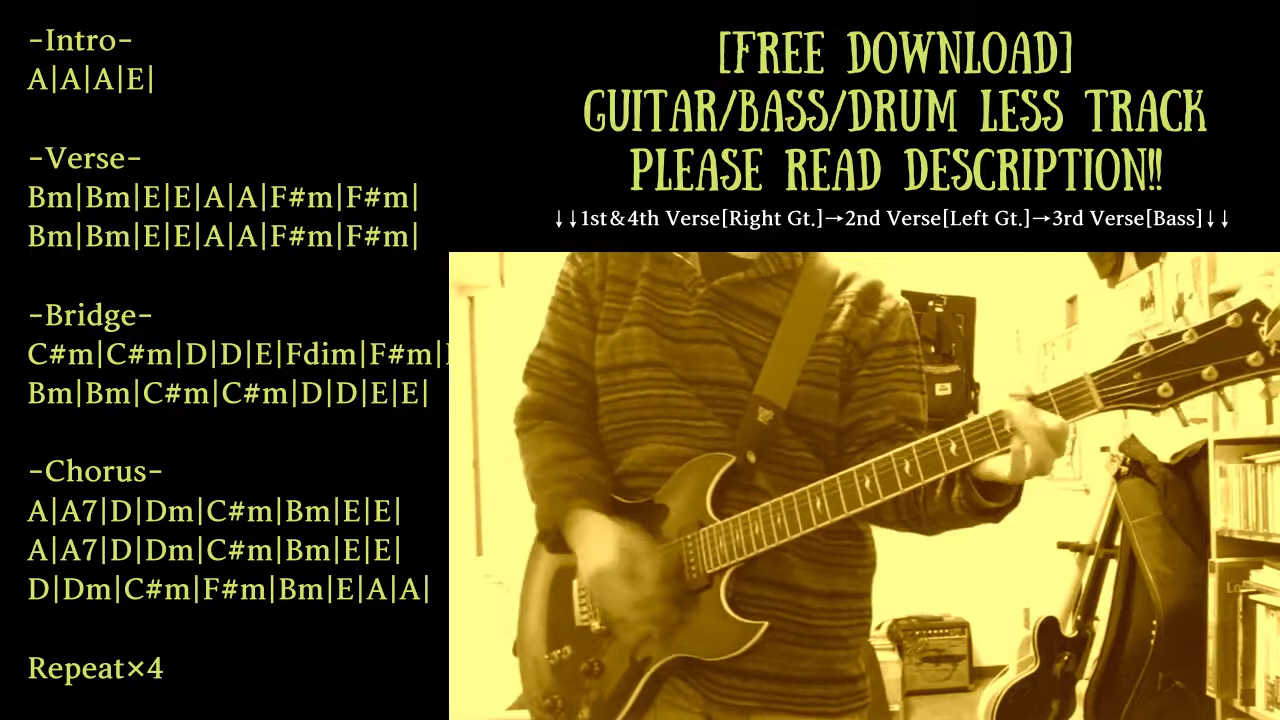 -Intro-
A|A|A|E|
-Verse-
Bm|Bm|E|E|A|A|F#m|F#m|
Bm|Bm|E|E|A|A|F#m|F#m|
-Bridge-
C#m|C#m|D|D|E|Fdim|F#m|
Bm|Bm|C#m|C#m|D|D|E|E|
-Chorus-
A|A7|D|Dm|C#m|Bm|E|E|
A|A7|D|Dm|C#m|Bm|E|E|
D|Dm|C#m|F#m|Bm|E|A|A|
Repeat×4
[FREE DOWNLOAD]
GUITAR/BASS/DRUM LESS TRACK
PLEASE READ DESCRIPTION!!
↓↓1st&4th Verse[Right Gt.]→2nd Verse[Left Gt.]→3rd Verse[Bass]↓↓